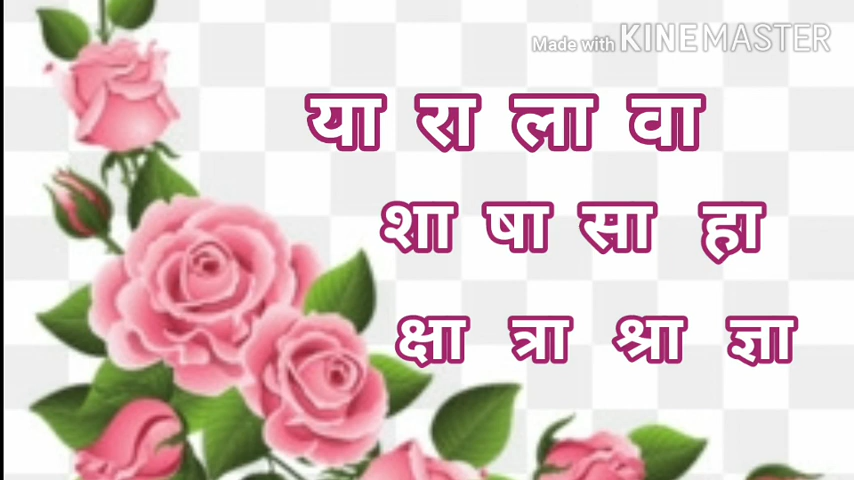 Made with KINEMASTER
या रा ला वा
शा षा सा हा
क्षा त्रा श्रा ज्ञा